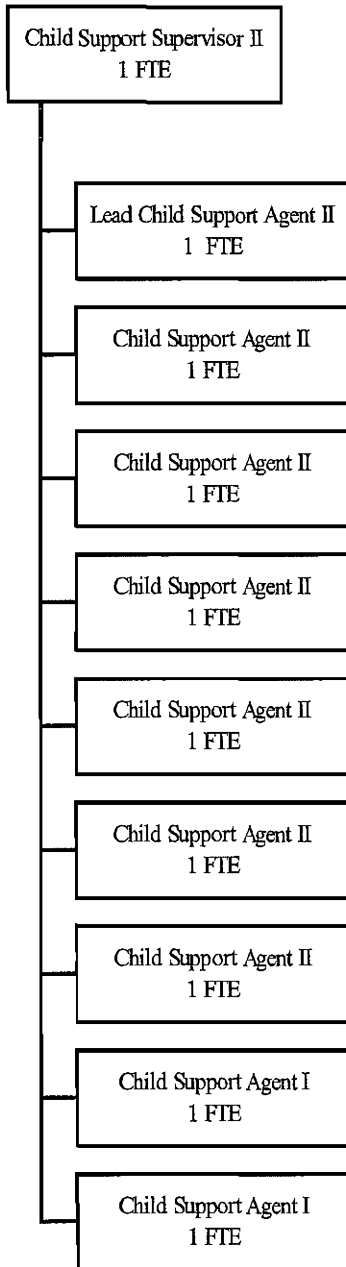 Child Support Supervisor II
1 FTE
Lead Child Support Agent II
1 FTE
Child Support Agent II
1 FTE
Child Support Agent II
1 FTE
Child Support Agent II
1 FTE
Child Support Agent II
1 FTE
Child Support Agent II
1 FTE
Child Support Agent II
1 FTE
Child Support Agent I
1 FTE
Child Support Agent I
1 FTE